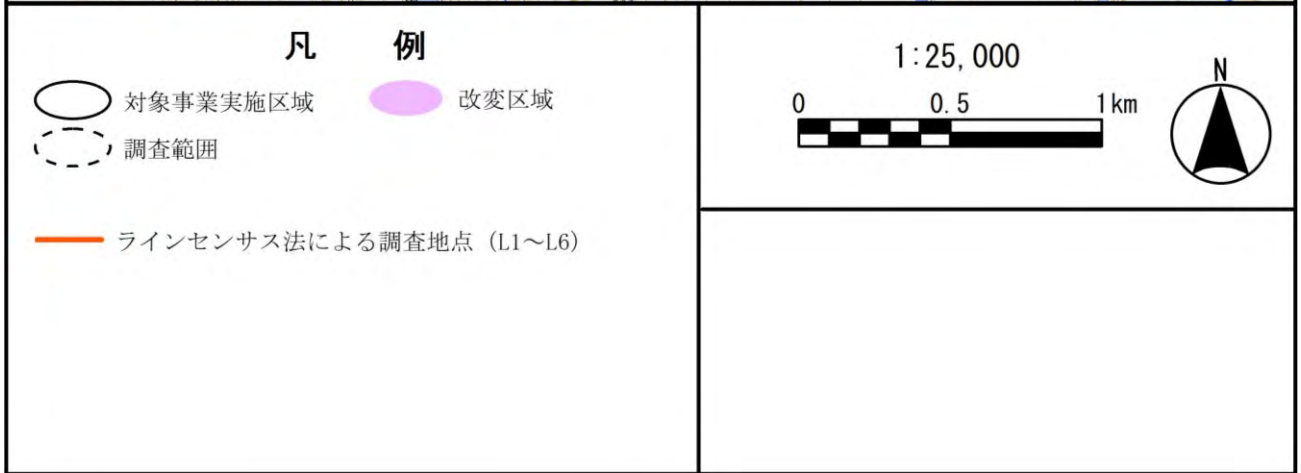 凡 例
対象事業実施区域 改変区域
調査範囲
ラインセンサス法による調査地点（L1～L6）
1:25,000
0 0.5 1km
N